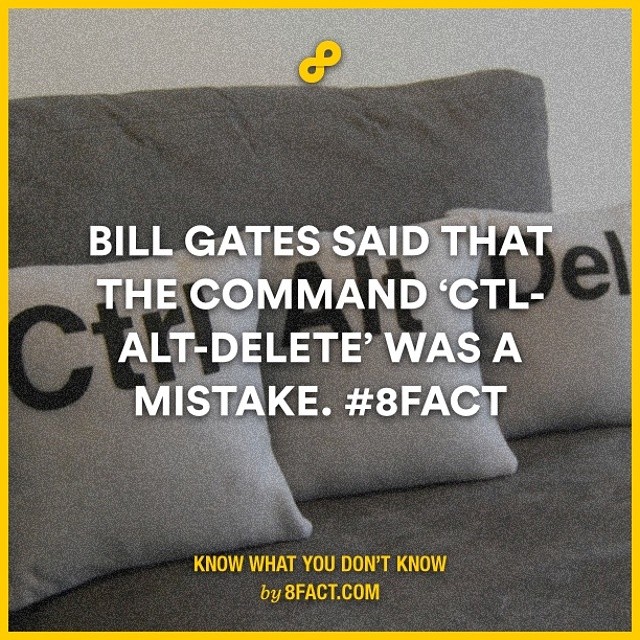 BILL GATES SAID THAT
THE COMMAND ‘CTL-
ALT-DELETE’ WAS A
MISTAKE. #8FACT
Ctrl
Alt
Del
KNOW WHAT YOU DON’T KNOW
by 8FACT.COM